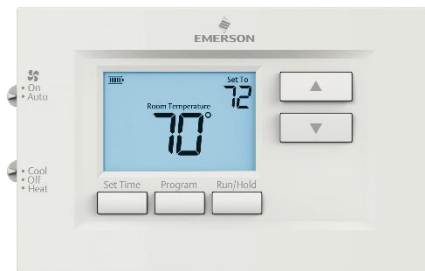 EMERSON
• On
• Auto
Set To
72
Room Temperature
70°
• Cool
• Off
• Heat
Set Time Program Run/Hold